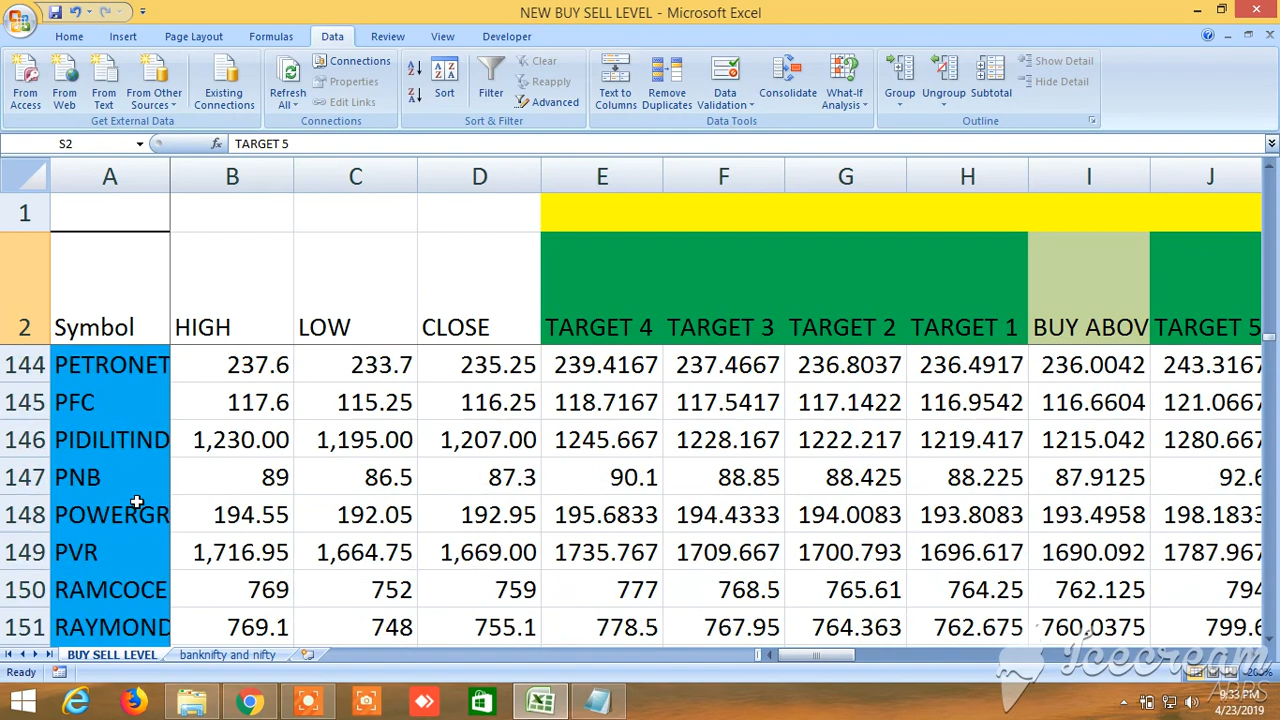 NEW BUY SELL LEVEL - Microsoft Excel
Home Insert Page Layout Formulas Data Review View Developer
From Access From Web From Text From Other Sources Existing Connections
Get External Data
Refresh All Connections Properties Edit Links
Connections
Sort Filter Clear Reapply Advanced
Sort & Filter
Text to Columns Remove Duplicates Data Validation Consolidate What-If Analysis
Data Tools
Group Ungroup Subtotal Show Detail Hide Detail
Outline
S2 fx TARGET 5
A B C D E F G H I J
1
2 Symbol HIGH LOW CLOSE TARGET 4 TARGET 3 TARGET 2 TARGET 1 BUY ABOV TARGET 5
144 PETRONET 237.6 233.7 235.25 239.4167 237.4667 236.8037 236.4917 236.0042 243.3167
145 PFC 117.6 115.25 116.25 118.7167 117.5417 117.1422 116.9542 116.6604 121.0667
146 PIDILITIND 1,230.00 1,195.00 1,207.00 1245.667 1228.167 1222.217 1219.417 1215.042 1280.667
147 PNB 89 86.5 87.3 90.1 88.85 88.425 88.225 87.9125 92.6
148 POWERGR 194.55 192.05 192.95 195.6833 194.4333 194.0083 193.8083 193.4958 198.1833
149 PVR 1,716.95 1,664.75 1,669.00 1735.767 1709.667 1700.793 1696.617 1690.092 1787.967
150 RAMCOCE 769 752 759 777 768.5 765.61 764.25 762.125 794
151 RAYMOND 769.1 748 755.1 778.5 767.95 764.363 762.675 760.0375 799.6
BUY SELL LEVEL banknifty and nifty
Ready 200%
Icecream
APPS
9:33 PM
4/23/2019